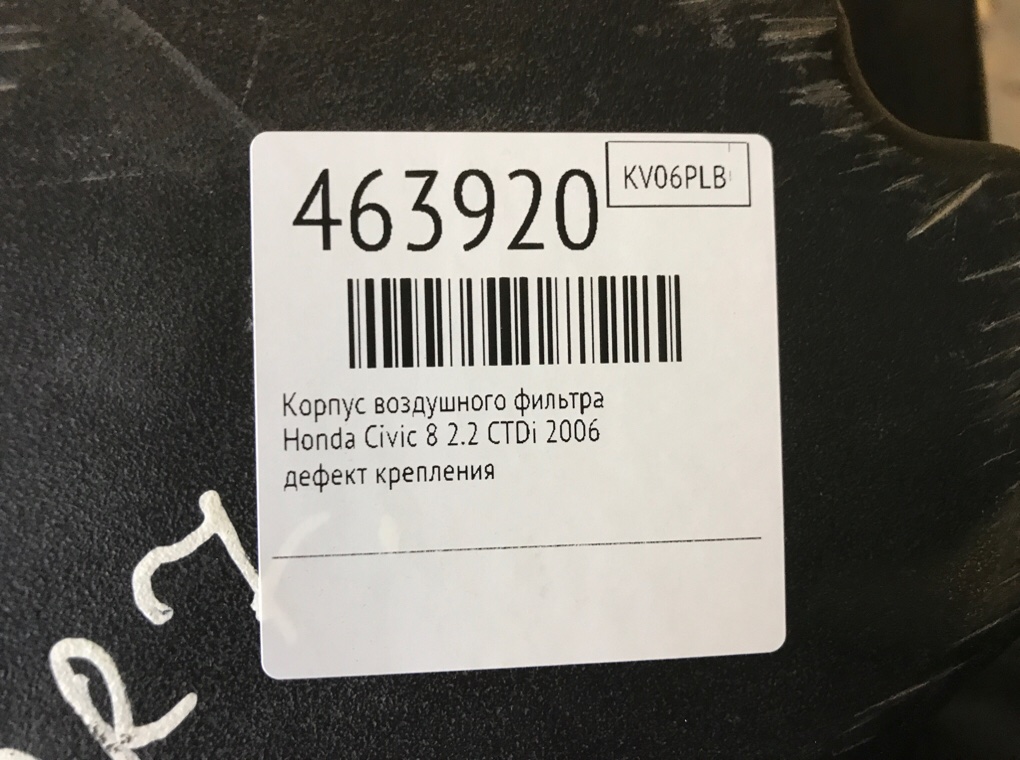 463920
KV06PLB
Корпус воздушного фильтра
Honda Civic 8 2.2 CTDi 2006
дефект крепления